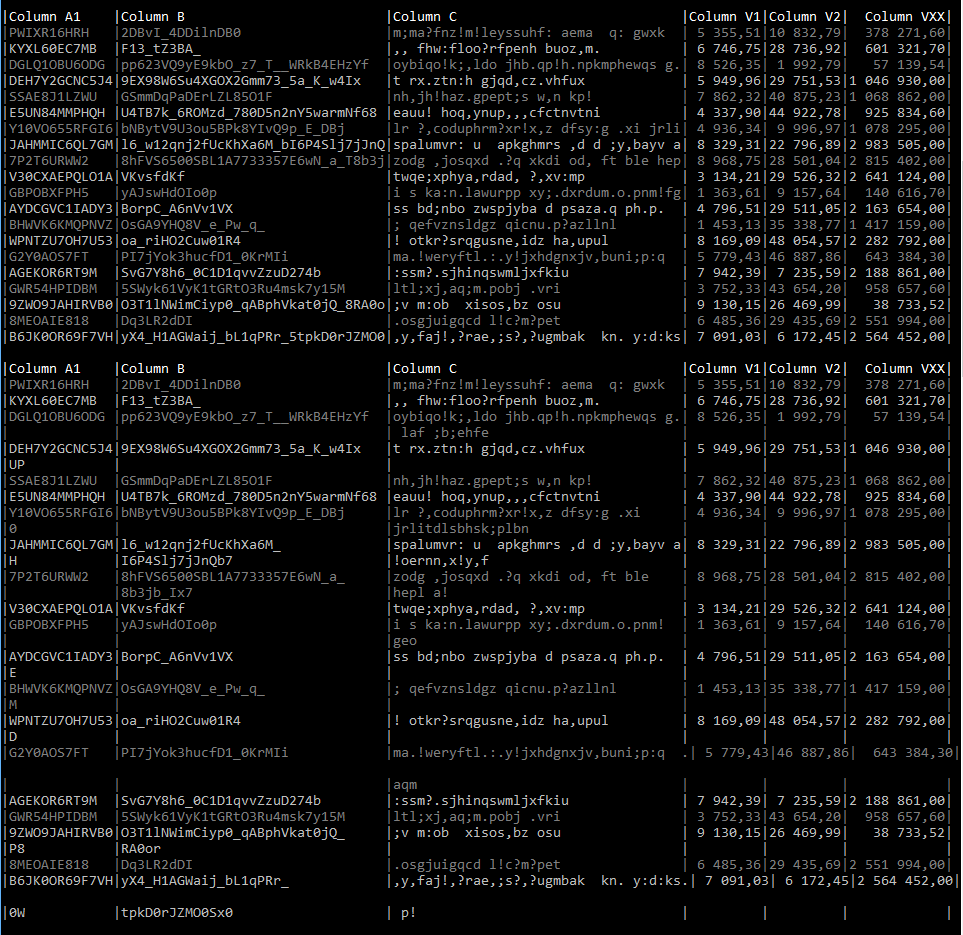 |Column A1    |Column B                         |Column C                            |Column V1|Column V2|  Column VXX|
|PWIXR16HRH   |2DBvI_4DDilnDB0                  |m;ma?fnz!m!leyssuhf: aema  q: gwxk  | 5 355,51|10 832,79|  378 271,60|
|KYXL60EC7MB  |F13_tZ3BA_                       |,, fhw:floo?rfpenh buoz,m.          | 6 746,75|28 736,92|  601 321,70|
|DGLQ1OBU6ODG |pp623VQ9yE9kbO_z7_T__WRkB4EHzYf  |oybiqo!k;,ldo jhb.qp!h.npkmphewqs g.| 8 526,35| 1 992,79|   57 139,54|
|DEH7Y2GCNC5J4|9EX98W6Su4XGOX2Gmm73_5a_K_w4Ix   |t rx.ztn:h gjqd,cz.vhfux            | 5 949,96|29 751,53|1 046 930,00|
|SSAE8J1LZWU  |GSmmDqPaDErLZL85O1F              |nh,jh!haz.gpept;s w,n kp!           | 7 862,32|40 875,23|1 068 862,00|
|E5UN84MMPHQH |U4TB7k_6ROMzd_780D5n2nY5warmNf68 |eauu! hoq,ynup,,,cfctnvtni          | 4 337,90|44 922,78|  925 834,60|
|Y10VO655RFGI6|bNBytV9U3ou5BPk8YIvQ9p_E_DBj     |lr ?,coduphrm?xr!x,z dfsy:g .xi jrli| 4 936,34| 9 996,97|1 078 295,00|
|JAHMMIC6QL7GM|l6_w12qnj2fUcKhXa6M_bI6P4Slj7jJnQ|spalumvr: u  apkghmrs ,d d ;y,bayv a| 8 329,31|22 796,89|2 983 505,00|
|7P2T6URWW2   |8hFVS6500SBL1A7733357E6wN_a_T8b3j|zodg ,josqxd .?q xkdi od, ft ble hep| 8 968,75|28 501,04|2 815 402,00|
|V30CXAEPQLO1A|VKvsfdKf                         |twqe;xphya,rdad, ?,xv:mp            | 3 134,21|29 526,32|2 641 124,00|
|GBPOBXFPH5   |yAJswHdOIo0p                     |i s ka:n.lawurpp xy;.dxrdum.o.pnm!fg| 1 363,61| 9 157,64|  140 616,70|
|AYDCGVC1IADY3|BorpC_A6nVv1VX                   |ss bd;nbo zwspjyba d psaza.q ph.p.  | 4 796,51|29 511,05|2 163 654,00|
|BHWVK6KMQPNVZ|OsGA9YHQ8V_e_Pw_q_               |; qefvznsldgz qicnu.p?azllnl        | 1 453,13|35 338,77|1 417 159,00|
|WPNTZU7OH7U53|oa_riHO2Cuw01R4                  |! otkr?srqgusne,idz ha,upul         | 8 169,09|48 054,57|2 282 792,00|
|G2Y0AOS7FT   |PI7jYok3hucfD1_0KrMIi            |ma.!weryftl.:.y!jxhdgnxjv,buni;p:q  | 5 779,43|46 887,86|  643 384,30|
|AGEKOR6RT9M  |SvG7Y8h6_0C1D1qvvZzuD274b        |:ssm?.sjhinqswmljxfkiu              | 7 942,39| 7 235,59|2 188 861,00|
|GWR54HPIDBM  |5SWyk61VyK1tGRtO3Ru4msk7y15M     |ltl;xj,aq;m.pobj .vri               | 3 752,33|43 654,20|  958 657,60|
|9ZWO9JAHIRVB0|O3T1lNWimCiyp0_qABphVkat0jQ_8RA0o|;v m:ob  xisos,bz osu               | 9 130,15|26 469,99|   38 733,52|
|8MEOAIE818   |Dq3LR2dDI                        |.osgjuigqcd l!c?m?pet               | 6 485,36|29 435,69|2 551 994,00|
|B6JK0OR69F7VH|yX4_H1AGWaij_bL1qPRr_5tpkD0rJZMO0|,y,faj!,?rae,;s?,?ugmbak  kn. y:d:ks| 7 091,03| 6 172,45|2 564 452,00|
|Column A1    |Column B                         |Column C                            |Column V1|Column V2|  Column VXX|
|PWIXR16HRH   |2DBvI_4DDilnDB0                  |m;ma?fnz!m!leyssuhf: aema  q: gwxk  | 5 355,51|10 832,79|  378 271,60|
|KYXL60EC7MB  |F13_tZ3BA_                       |,, fhw:floo?rfpenh buoz,m.          | 6 746,75|28 736,92|  601 321,70|
|DGLQ1OBU6ODG |pp623VQ9yE9kbO_z7_T__WRkB4EHzYf  |oybiqo!k;,ldo jhb.qp!h.npkmphewqs g.| 8 526,35| 1 992,79|   57 139,54|
|             |                                 | laf ;b;ehfe                        |         |         |            |
|DEH7Y2GCNC5J4|9EX98W6Su4XGOX2Gmm73_5a_K_w4Ix   |t rx.ztn:h gjqd,cz.vhfux            | 5 949,96|29 751,53|1 046 930,00|
|UP           |                                 |                                    |         |         |            |
|SSAE8J1LZWU  |GSmmDqPaDErLZL85O1F              |nh,jh!haz.gpept;s w,n kp!           | 7 862,32|40 875,23|1 068 862,00|
|E5UN84MMPHQH |U4TB7k_6ROMzd_780D5n2nY5warmNf68 |eauu! hoq,ynup,,,cfctnvtni          | 4 337,90|44 922,78|  925 834,60|
|Y10VO655RFGI6|bNBytV9U3ou5BPk8YIvQ9p_E_DBj     |lr ?,coduphrm?xr!x,z dfsy:g .xi     | 4 936,34| 9 996,97|1 078 295,00|
|0            |                                 |jrlitdlsbhsk;plbn                   |         |         |            |
|JAHMMIC6QL7GM|l6_w12qnj2fUcKhXa6M_             |spalumvr: u  apkghmrs ,d d ;y,bayv a| 8 329,31|22 796,89|2 983 505,00|
|H            |I6P4Slj7jJnQb7                   |!oernn,x!y,f                        |         |         |            |
|7P2T6URWW2   |8hFVS6500SBL1A7733357E6wN_a_     |zodg ,josqxd .?q xkdi od, ft ble    | 8 968,75|28 501,04|2 815 402,00|
|             |8b3jb_Ix7                        |hepl a!                             |         |         |            |
|V30CXAEPQLO1A|VKvsfdKf                         |twqe;xphya,rdad, ?,xv:mp            | 3 134,21|29 526,32|2 641 124,00|
|GBPOBXFPH5   |yAJswHdOIo0p                     |i s ka:n.lawurpp xy;.dxrdum.o.pnm!  | 1 363,61| 9 157,64|  140 616,70|
|             |                                 |geo                                 |         |         |            |
|AYDCGVC1IADY3|BorpC_A6nVv1VX                   |ss bd;nbo zwspjyba d psaza.q ph.p.  | 4 796,51|29 511,05|2 163 654,00|
|E            |                                 |                                    |         |         |            |
|BHWVK6KMQPNVZ|OsGA9YHQ8V_e_Pw_q_               |; qefvznsldgz qicnu.p?azllnl        | 1 453,13|35 338,77|1 417 159,00|
|M            |                                 |                                    |         |         |            |
|WPNTZU7OH7U53|oa_riHO2Cuw01R4                  |! otkr?srqgusne,idz ha,upul         | 8 169,09|48 054,57|2 282 792,00|
|D            |                                 |                                    |         |         |            |
|G2Y0AOS7FT   |PI7jYok3hucfD1_0KrMIi            |ma.!weryftl.:.y!jxhdgnxjv,buni;p:q  .| 5 779,43|46 887,86|  643 384,30|
|             |                                 |aqm                                 |         |         |            |
|AGEKOR6RT9M  |SvG7Y8h6_0C1D1qvvZzuD274b        |:ssm?.sjhinqswmljxfkiu              | 7 942,39| 7 235,59|2 188 861,00|
|GWR54HPIDBM  |5SWyk61VyK1tGRtO3Ru4msk7y15M     |ltl;xj,aq;m.pobj .vri               | 3 752,33|43 654,20|  958 657,60|
|9ZWO9JAHIRVB0|O3T1lNWimCiyp0_qABphVkat0jQ_     |;v m:ob  xisos,bz osu               | 9 130,15|26 469,99|   38 733,52|
|P8           |RA0or                            |                                    |         |         |            |
|8MEOAIE818   |Dq3LR2dDI                        |.osgjuigqcd l!c?m?pet               | 6 485,36|29 435,69|2 551 994,00|
|B6JK0OR69F7VH|yX4_H1AGWaij_bL1qPRr_            |,y,faj!,?rae,;s?,?ugmbak  kn. y:d:ks.| 7 091,03| 6 172,45|2 564 452,00|
|0W           |tpkD0rJZMO0Sx0                   | p!                                 |         |         |            |